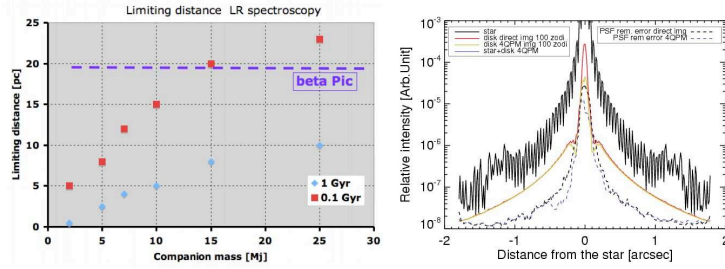 Limiting distance LR spectroscopy
25
20
15
10
5
0
Limiting distance [pc]
beta Pic
1 Gyr
0.1 Gyr
0 5 10 15 20 25 30
Companion mass [Mj]
10⁻³
10⁻⁴
10⁻⁵
10⁻⁶
10⁻⁷
10⁻⁸
Relative intensity [Arb.Unit]
star
disk direct img 100 zodi
disk 4QPM img 100 zodi
star+disk 4QPM
PSF rem. error direct img
PSF rem. error 4QPM
-2 -1 0 1 2
Distance from the star [arcsec]